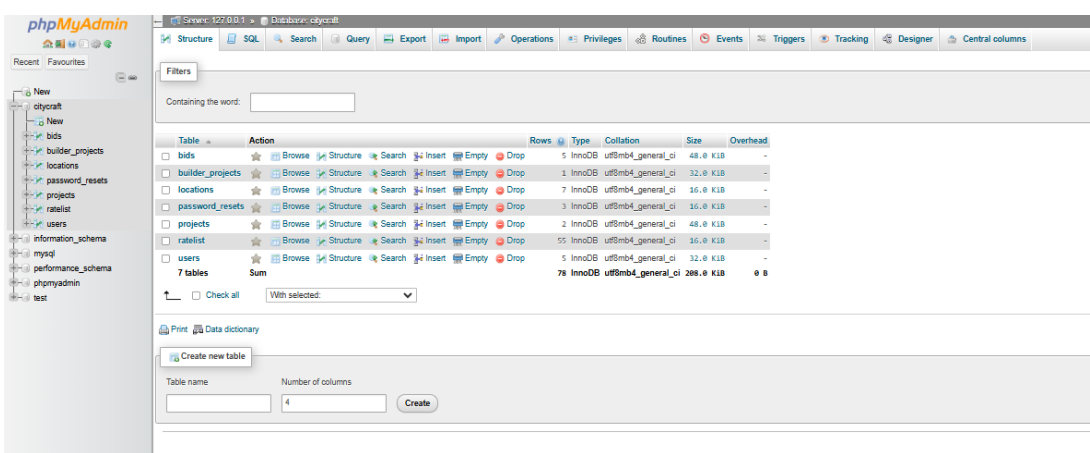 phpMyAdmin
Recent Favourites
New
citycraft
New
bids
builder_projects
locations
password_resets
projects
ratelist
users
information_schema
mysql
performance_schema
phpmyadmin
test
Server: 127.0.0.1 » Database: citycraft
Structure SQL Search Query Export Import Operations Privileges Routines Events Triggers Tracking Designer Central columns
Filters
Containing the word:
Table Action Rows Type Collation Size Overhead
bids Browse Structure Search Insert Empty Drop 5 InnoDB utf8mb4_general_ci 48.0 KiB -
builder_projects Browse Structure Search Insert Empty Drop 1 InnoDB utf8mb4_general_ci 32.0 KiB -
locations Browse Structure Search Insert Empty Drop 7 InnoDB utf8mb4_general_ci 16.0 KiB -
password_resets Browse Structure Search Insert Empty Drop 3 InnoDB utf8mb4_general_ci 16.0 KiB -
projects Browse Structure Search Insert Empty Drop 2 InnoDB utf8mb4_general_ci 48.0 KiB -
ratelist Browse Structure Search Insert Empty Drop 55 InnoDB utf8mb4_general_ci 16.0 KiB -
users Browse Structure Search Insert Empty Drop 5 InnoDB utf8mb4_general_ci 32.0 KiB -
7 tables Sum 78 InnoDB utf8mb4_general_ci 208.0 KiB 0 B
Check all With selected:
Print Data dictionary
Create new table
Table name Number of columns
4 Create